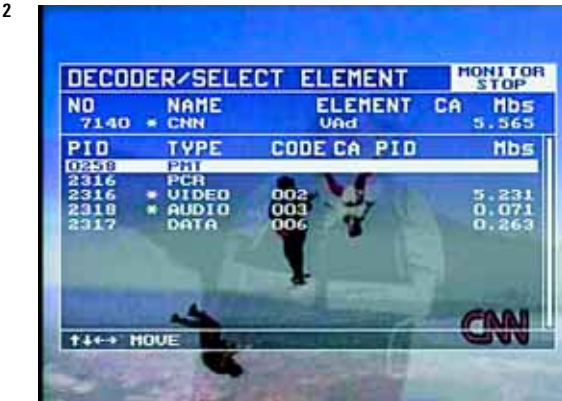 2
DECODER/SELECT ELEMENT MONITOR STOP
NO NAME ELEMENT CA Mbs
7140 * CNN VAd 5.565
PID TYPE CODE CA PID Mbs
0258 PMT
2316 PCR
2316 * VIDEO 002 5.231
2318 * AUDIO 003 0.071
2317 DATA 006 0.263
CNN
↑↓←→ MOVE